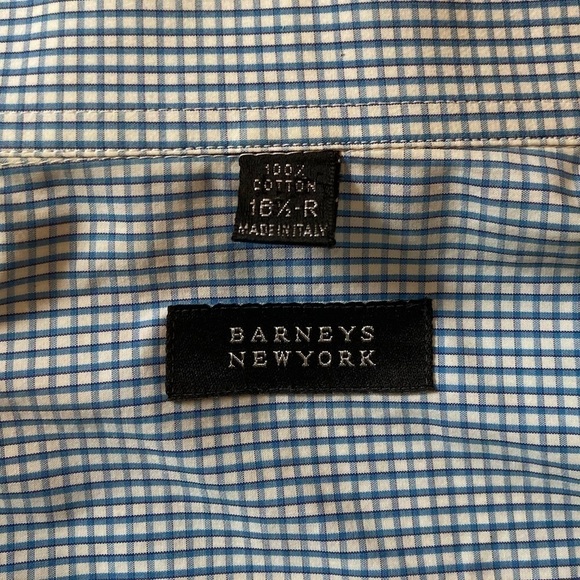 100%
COTTON
16½-R
MADE IN ITALY
BARNEYS
NEWYORK